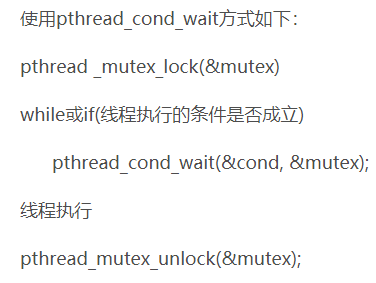 使用pthread_cond_wait方式如下：
pthread _mutex_lock(&mutex)
while或if(线程执行的条件是否成立)
pthread_cond_wait(&cond, &mutex);
线程执行
pthread_mutex_unlock(&mutex);